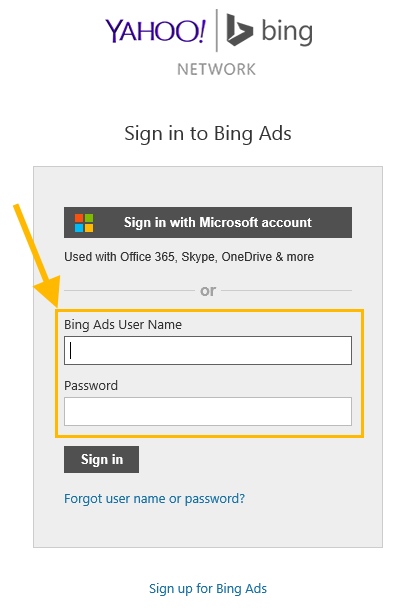 YAHOO! bing
NETWORK
Sign in to Bing Ads
Sign in with Microsoft account
Used with Office 365, Skype, OneDrive & more
or
Bing Ads User Name
Password
Sign in
Forgot user name or password?
Sign up for Bing Ads